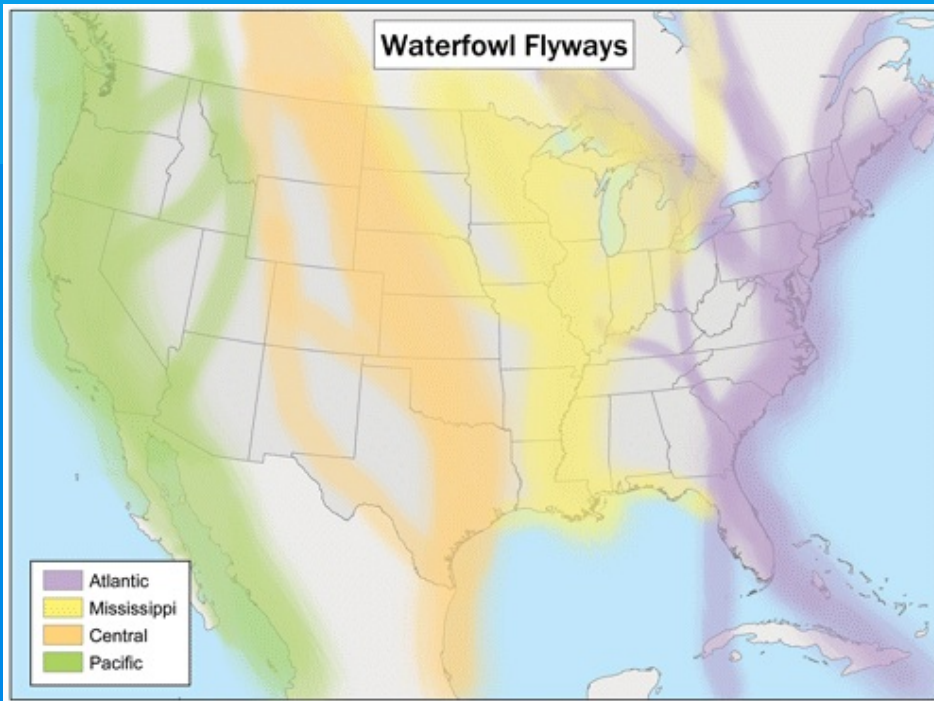 Waterfowl Flyways
Atlantic
Mississippi
Central
Pacific